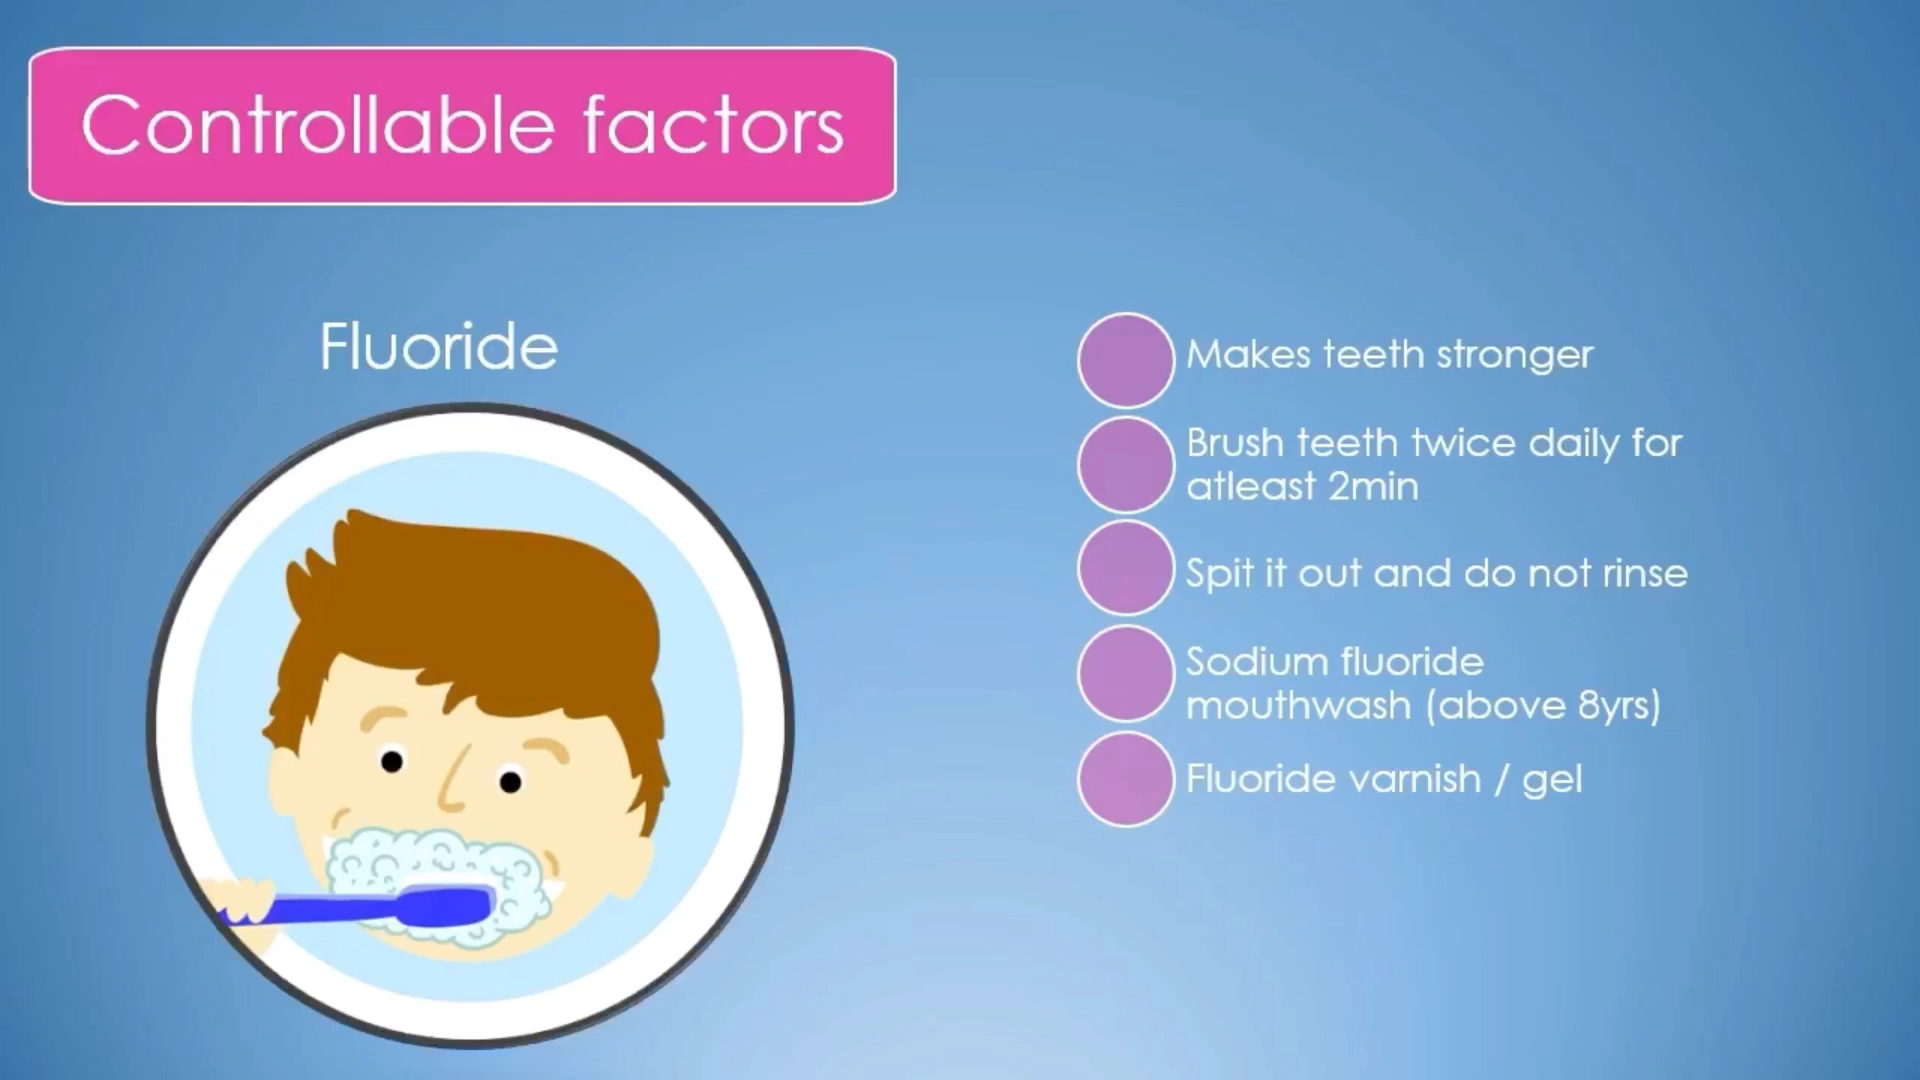 Controllable factors
Fluoride
Makes teeth stronger
Brush teeth twice daily for
atleast 2min
Spit it out and do not rinse
Sodium fluoride
mouthwash (above 8yrs)
Fluoride varnish / gel